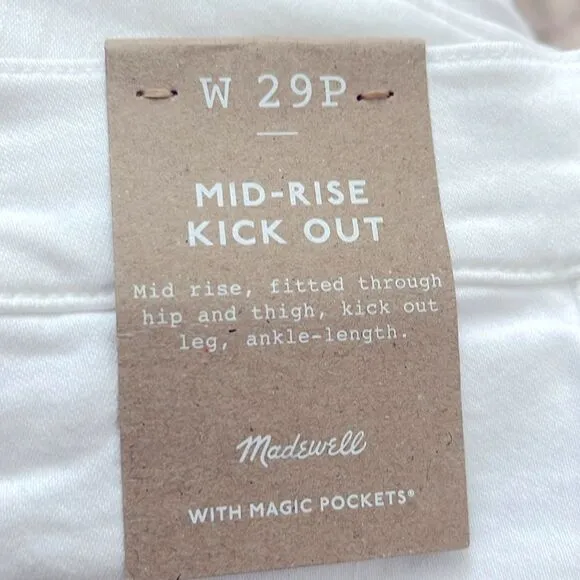 W 29P
MID-RISE
KICK OUT
Mid rise, fitted through
hip and thigh, kick out
leg, ankle-length.
Madewell
WITH MAGIC POCKETS®